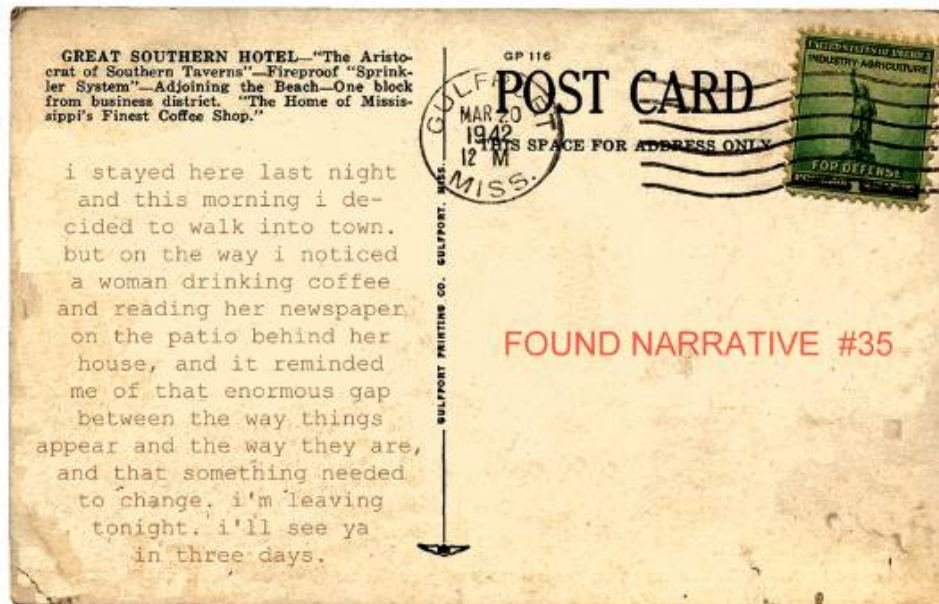 GREAT SOUTHERN HOTEL—"The Aristo-
crat of Southern Taverns"—Fireproof "Sprink-
ler System"—Adjoining the Beach—One block
from business district. "The Home of Missis-
sippi's Finest Coffee Shop."
i stayed here last night
and this morning i de-
cided to walk into town.
but on the way i noticed
a woman drinking coffee
and reading her newspaper
on the patio behind her
house, and it reminded
me of that enormous gap
between the way things
appear and the way they are,
and that something needed
to change. i'm leaving
tonight. i'll see ya
in three days.
GULFPORT PRINTING CO. GULFPORT, MISS.
GP 116
POST CARD
THIS SPACE FOR ADDRESS ONLY
GULFPORT
MAR 20
1942
12 M
MISS.
UNITED STATES OF AMERICA
INDUSTRY AGRICULTURE
FOR DEFENSE
FOUND NARRATIVE #35